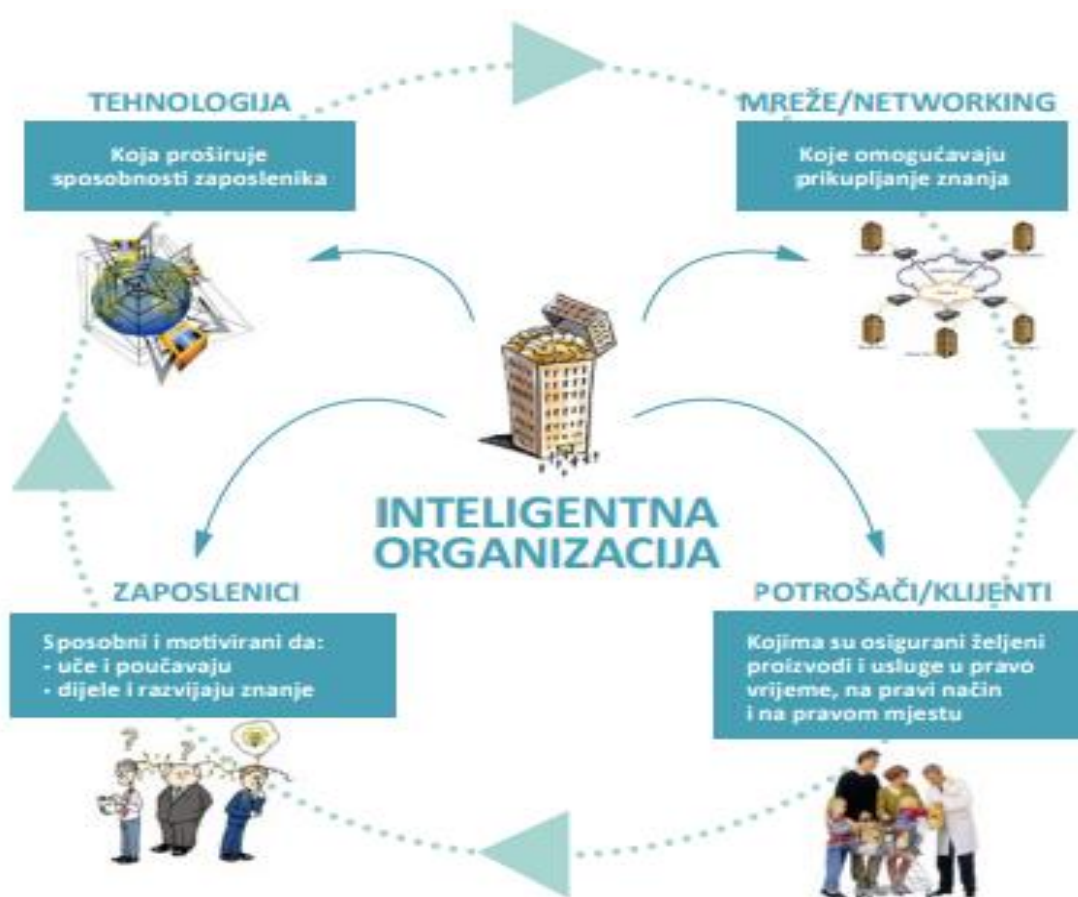 TEHNOLOGIJA
Koja proširuje
sposobnosti zaposlenika
MREŽE/NETWORKING
Koje omogućavaju
prikupljanje znanja
INTELIGENTNA
ORGANIZACIJA
ZAPOSLENICI
Sposobni i motivirani da:
- uče i poučavaju
- dijele i razvijaju znanje
POTROŠAČI/KLIJENTI
Kojima su osigurani željeni
proizvodi i usluge u pravo
vrijeme, na pravi način
i na pravom mjestu
? ?